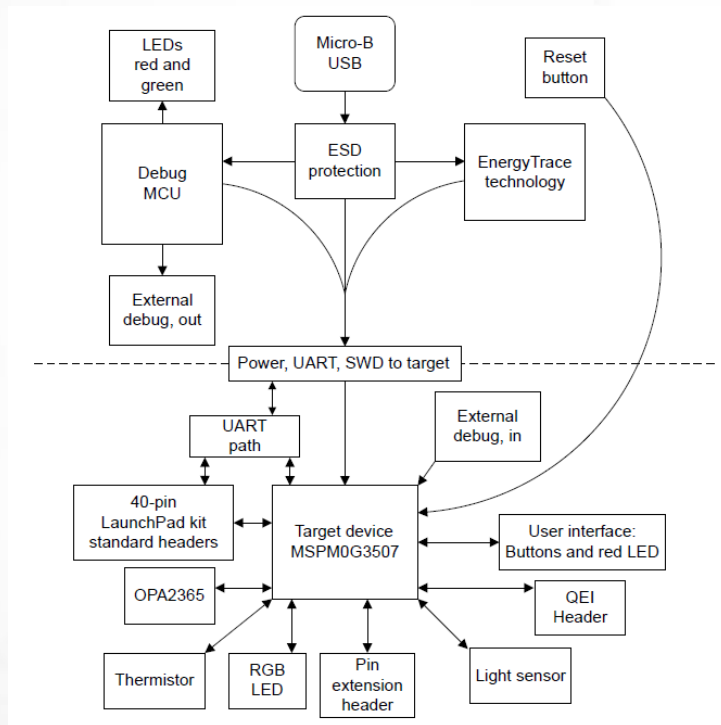 LEDs
red and
green
Micro-B
USB
Reset
button
Debug
MCU
ESD
protection
EnergyTrace
technology
External
debug, out
Power, UART, SWD to target
UART
path
External
debug, in
40-pin
LaunchPad kit
standard headers
Target device
MSPM0G3507
User interface:
Buttons and red LED
OPA2365
QEI
Header
Thermistor
RGB
LED
Pin
extension
header
Light sensor